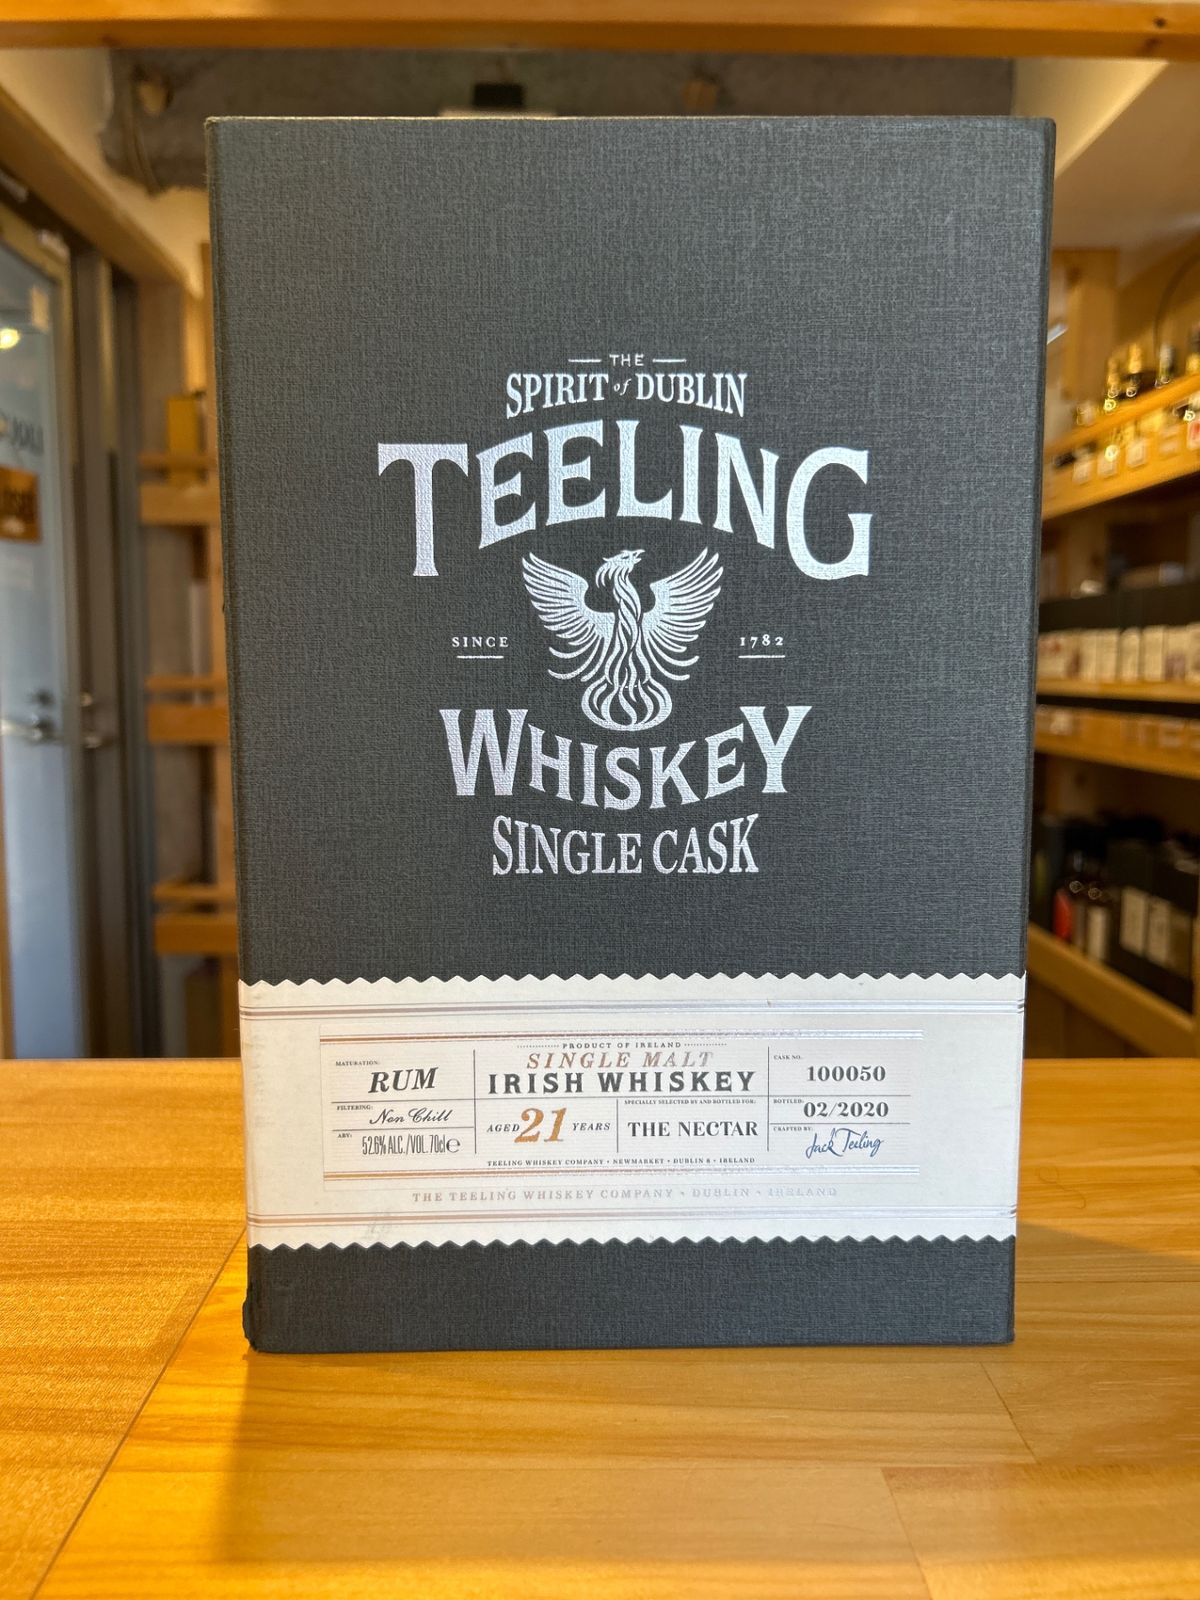 THE
SPIRIT of DUBLIN
TEELING
SINCE 1782
WHISKEY
SINGLE CASK
PRODUCT OF IRELAND
SINGLE MALT
IRISH WHISKEY
MATURATION:
RUM
FILTERING:
Non Chill
ABV:
52.6% ALC./VOL. 70cl e
AGED 21 YEARS
SPECIALLY SELECTED BY AND BOTTLED FOR:
THE NECTAR
CASK NO.
100050
BOTTLED:
02/2020
CRAFTED BY:
Jack Teeling
TEELING WHISKEY COMPANY • NEWMARKET • DUBLIN 8 • IRELAND
THE TEELING WHISKEY COMPANY • DUBLIN • IRELAND